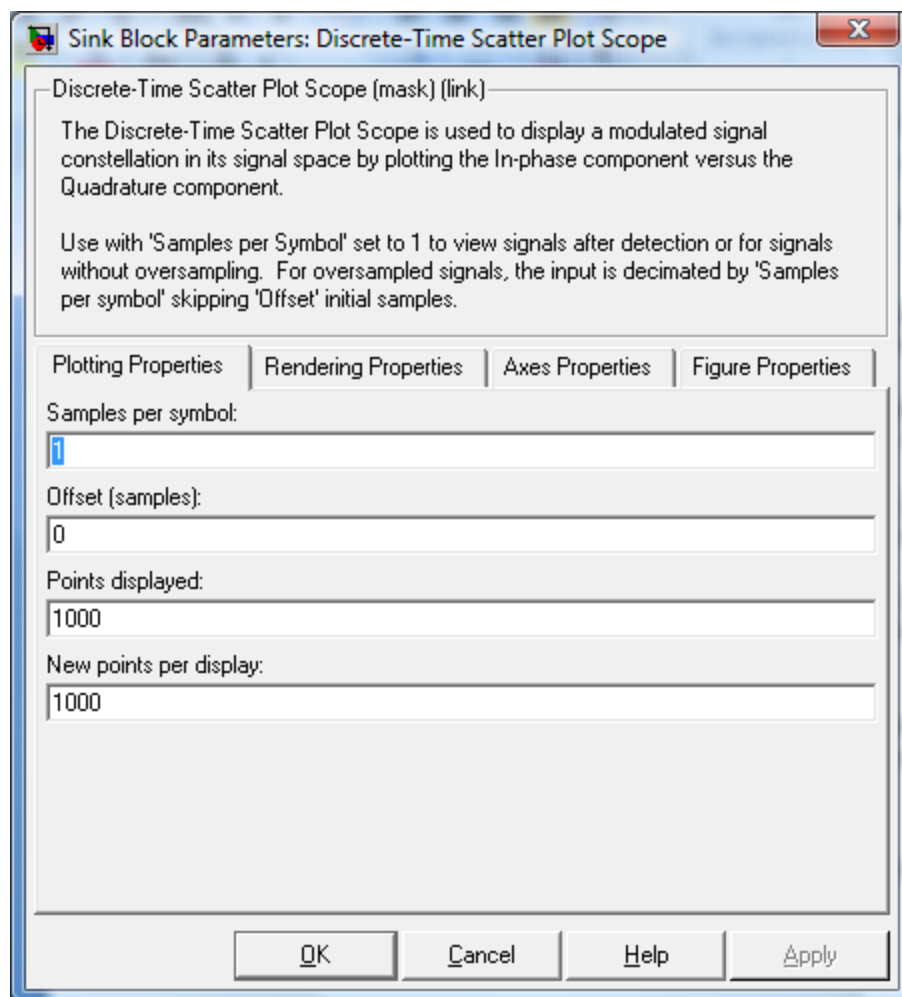 Sink Block Parameters: Discrete-Time Scatter Plot Scope
Discrete-Time Scatter Plot Scope (mask) (link)
The Discrete-Time Scatter Plot Scope is used to display a modulated signal
constellation in its signal space by plotting the In-phase component versus the
Quadrature component.
Use with 'Samples per Symbol' set to 1 to view signals after detection or for signals
without oversampling.  For oversampled signals, the input is decimated by 'Samples
per symbol' skipping 'Offset' initial samples.
Plotting Properties Rendering Properties Axes Properties Figure Properties
Samples per symbol:
1
Offset (samples):
0
Points displayed:
1000
New points per display:
1000
OK Cancel Help Apply